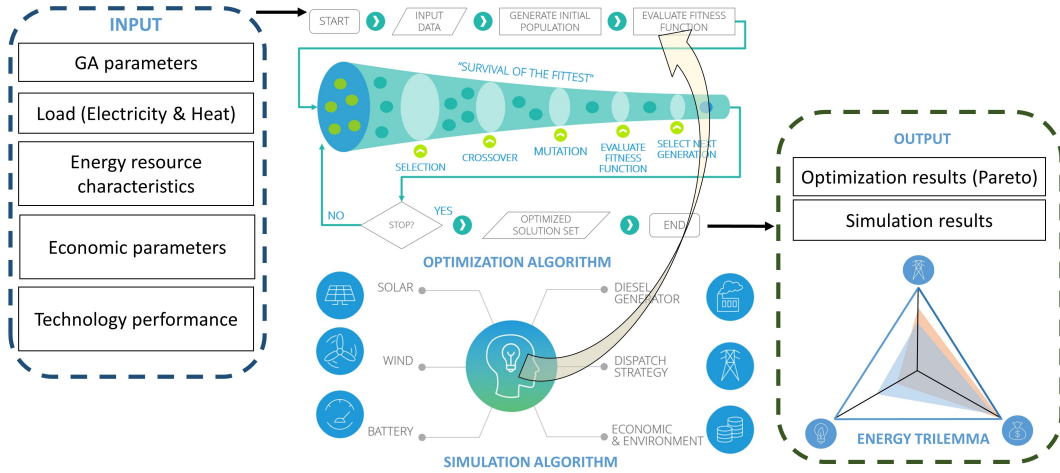 INPUT
GA parameters
Load (Electricity & Heat)
Energy resource
characteristics
Economic parameters
Technology performance
START
INPUT
DATA
GENERATE INITIAL
POPULATION
EVALUATE FITNESS
FUNCTION
"SURVIVAL OF THE FITTEST"
SELECTION
CROSSOVER
MUTATION
EVALUATE
FITNESS
FUNCTION
SELECT NEXT
GENERATION
NO
STOP?
YES
OPTIMIZED
SOLUTION SET
END
OPTIMIZATION ALGORITHM
SOLAR
WIND
BATTERY
DIESEL
GENERATOR
DISPATCH
STRATEGY
ECONOMIC
& ENVIRONMENT
SIMULATION ALGORITHM
OUTPUT
Optimization results (Pareto)
Simulation results
$
ENERGY TRILEMMA